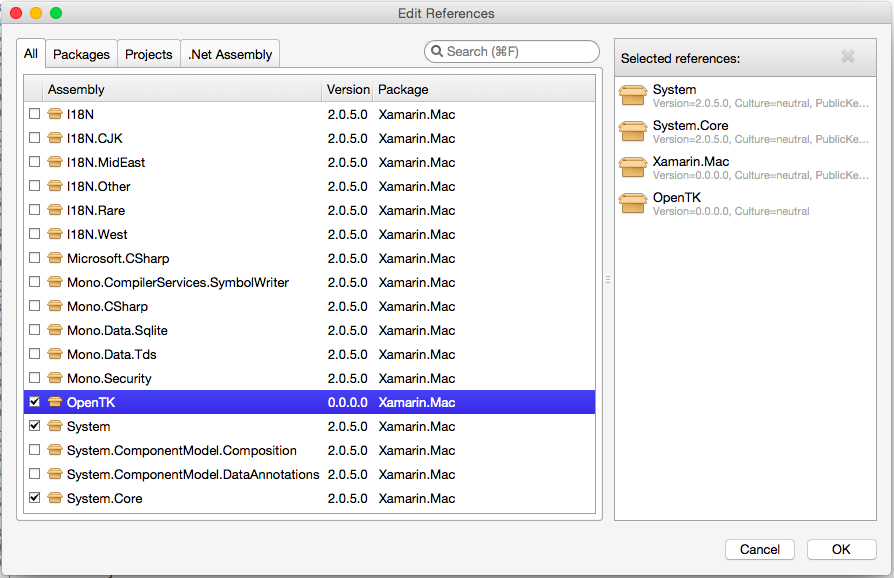 Edit References
All Packages Projects .Net Assembly
Search (⌘F)
Assembly Version Package
I18N 2.0.5.0 Xamarin.Mac
I18N.CJK 2.0.5.0 Xamarin.Mac
I18N.MidEast 2.0.5.0 Xamarin.Mac
I18N.Other 2.0.5.0 Xamarin.Mac
I18N.Rare 2.0.5.0 Xamarin.Mac
I18N.West 2.0.5.0 Xamarin.Mac
Microsoft.CSharp 2.0.5.0 Xamarin.Mac
Mono.CompilerServices.SymbolWriter 2.0.5.0 Xamarin.Mac
Mono.CSharp 2.0.5.0 Xamarin.Mac
Mono.Data.Sqlite 2.0.5.0 Xamarin.Mac
Mono.Data.Tds 2.0.5.0 Xamarin.Mac
Mono.Security 2.0.5.0 Xamarin.Mac
OpenTK 0.0.0.0 Xamarin.Mac
System 2.0.5.0 Xamarin.Mac
System.ComponentModel.Composition 2.0.5.0 Xamarin.Mac
System.ComponentModel.DataAnnotations 2.0.5.0 Xamarin.Mac
System.Core 2.0.5.0 Xamarin.Mac
Selected references:
System
Version=2.0.5.0, Culture=neutral, PublicKe...
System.Core
Version=2.0.5.0, Culture=neutral, PublicKe...
Xamarin.Mac
Version=0.0.0.0, Culture=neutral, PublicKe...
OpenTK
Version=0.0.0.0, Culture=neutral
Cancel OK